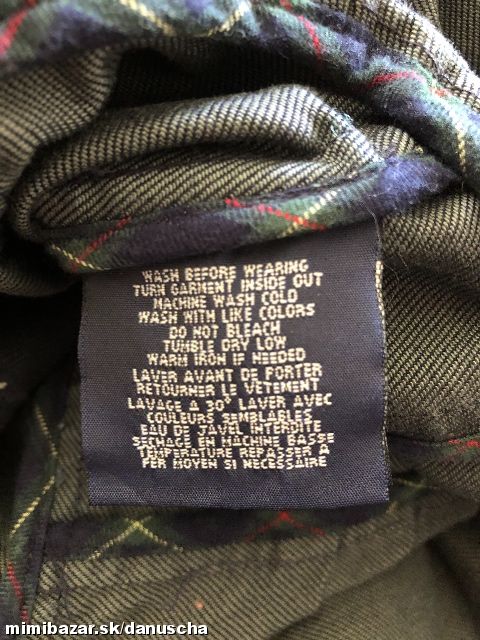 WASH BEFORE WEARING
TURN GARMENT INSIDE OUT
MACHINE WASH COLD
WASH WITH LIKE COLORS
DO NOT BLEACH
TUMBLE DRY LOW
WARM IRON IF NEEDED
LAVER AVANT DE PORTER
RETOURNER LE VETEMENT
LAVAGE A 30° LAVER AVEC
COULEURS SEMBLABLES
EAU DE JAVEL INTERDITE
SECHAGE EN MACHINE BASSE
TEMPERATURE REPASSER A
FER MOYEN SI NECESSAIRE
mimibazar.sk/danuscha